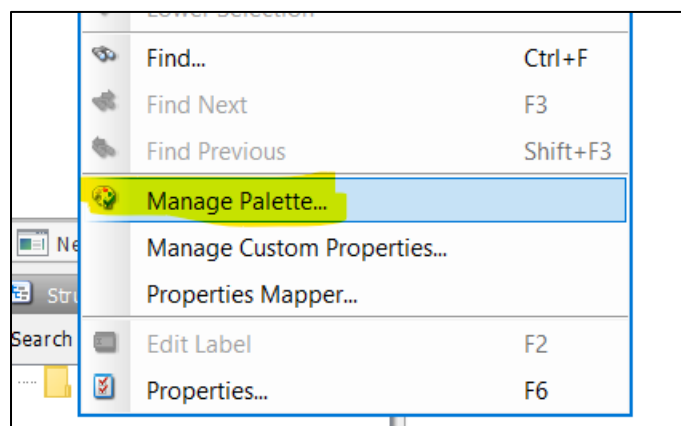 Find... Ctrl+F
Find Next F3
Find Previous Shift+F3
Manage Palette...
Manage Custom Properties...
Properties Mapper...
Search
Edit Label F2
Properties... F6